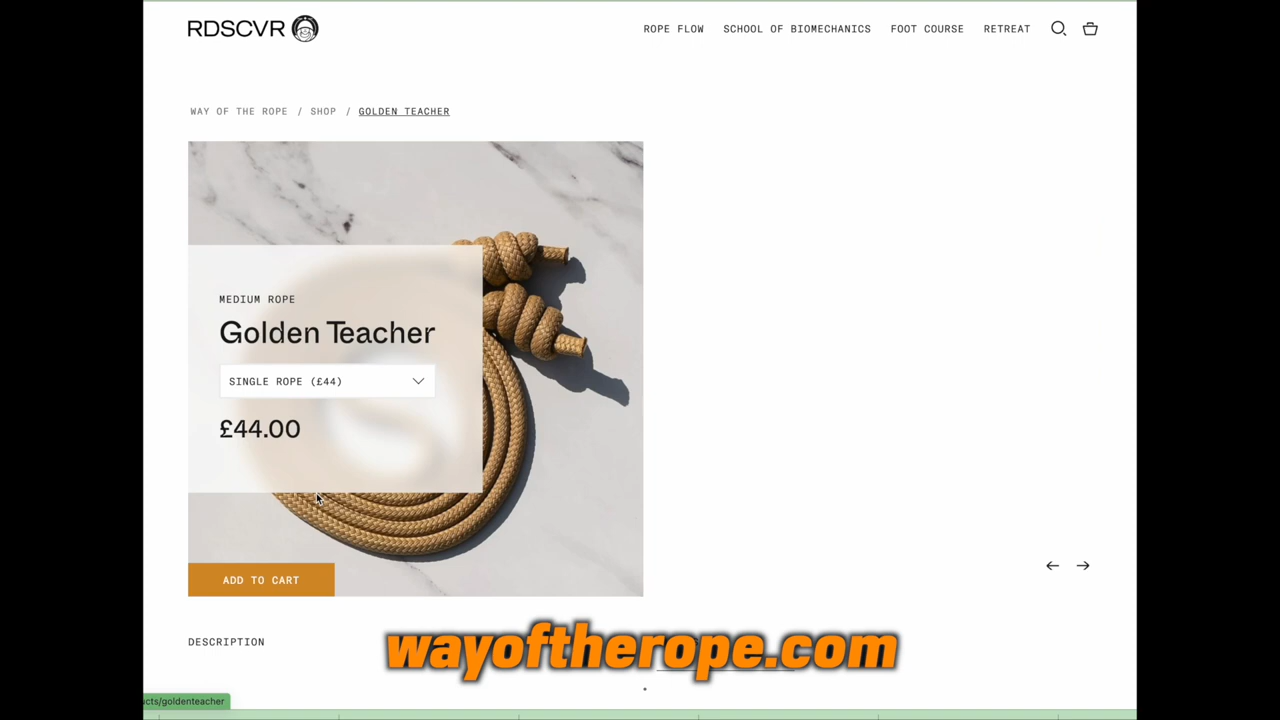 RDSCVR
ROPE FLOW SCHOOL OF BIOMECHANICS FOOT COURSE RETREAT
WAY OF THE ROPE / SHOP / GOLDEN TEACHER
MEDIUM ROPE
Golden Teacher
SINGLE ROPE (£44)
£44.00
ADD TO CART
DESCRIPTION
wayoftherope.com
ucts/goldenteacher